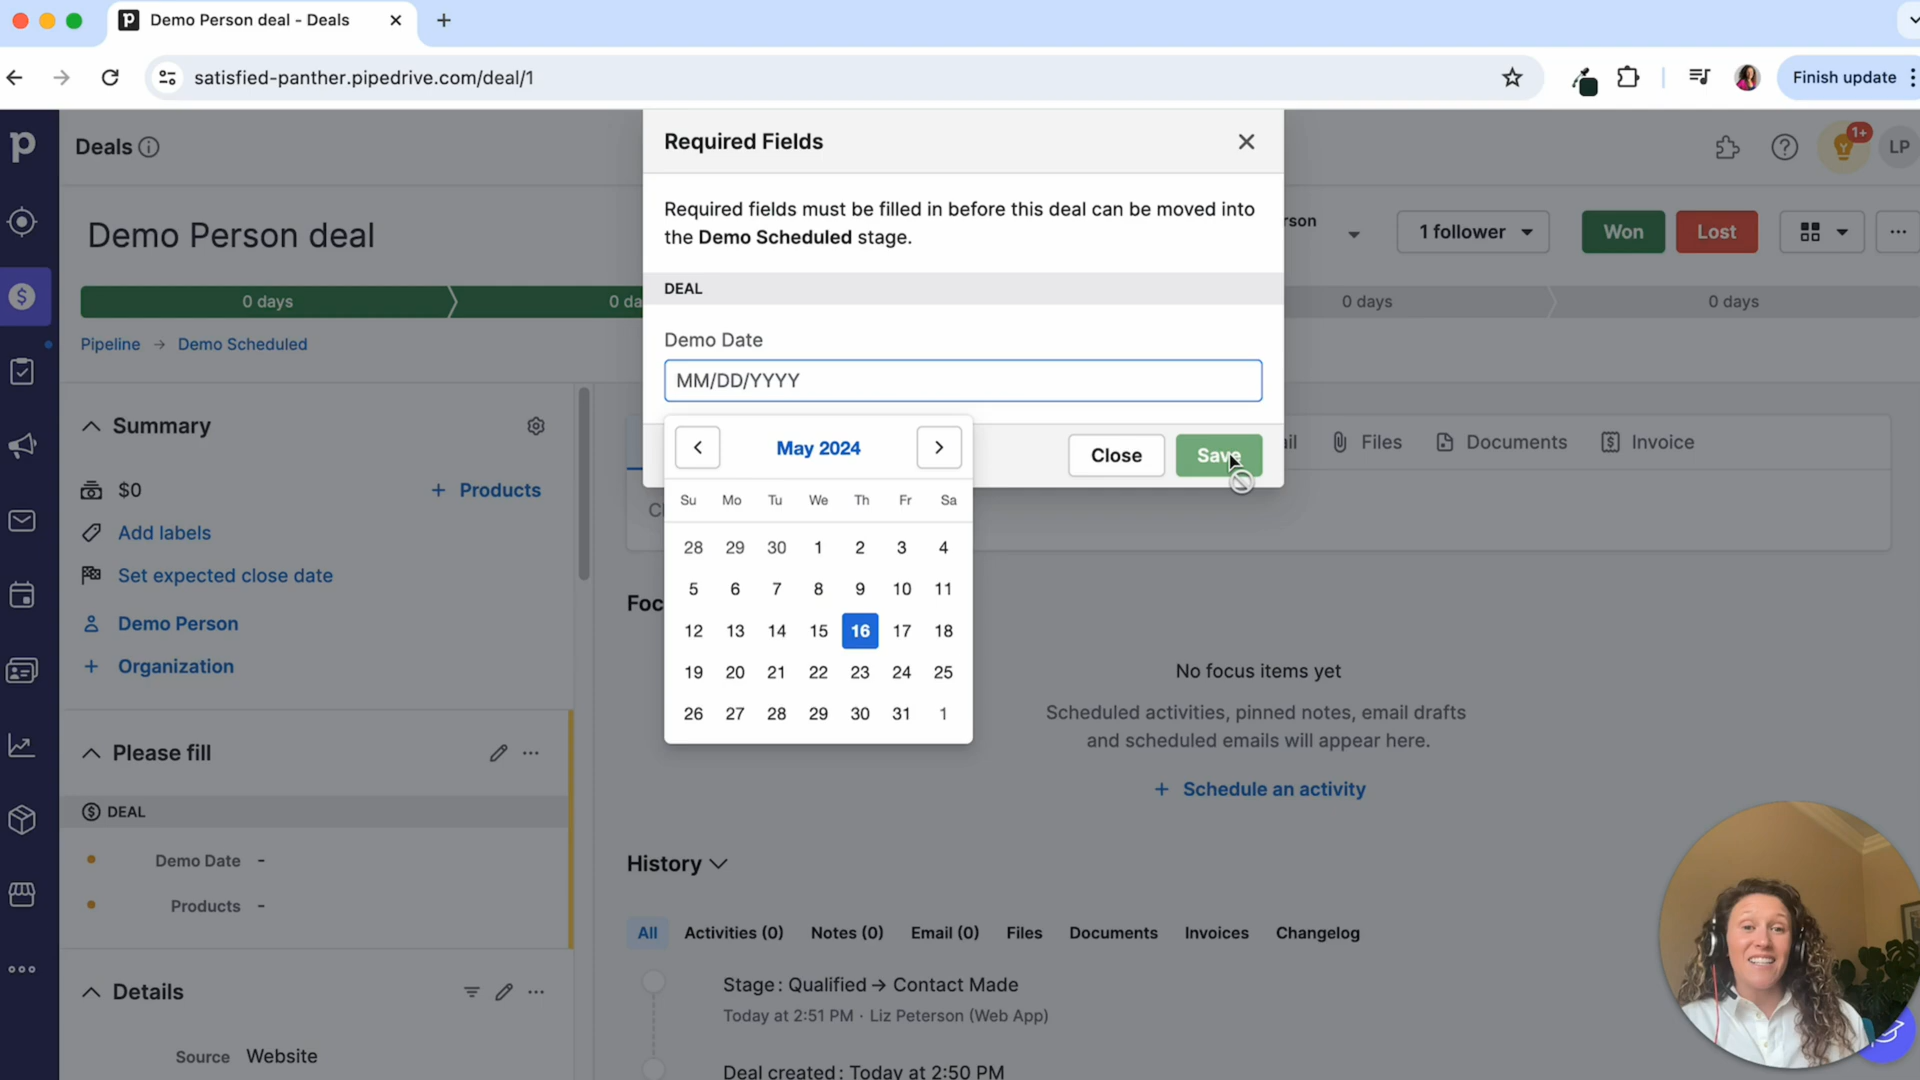 Demo Person deal - Deals
satisfied-panther.pipedrive.com/deal/1
Finish update
Deals
1+
LP
Required Fields
Required fields must be filled in before this deal can be moved into
the Demo Scheduled stage.
DEAL
Demo Date
MM/DD/YYYY
Close
Save
Demo Person deal
rson
1 follower
Won
Lost
0 days
0 da
0 days
0 days
Pipeline → Demo Scheduled
May 2024
Su Mo Tu We Th Fr Sa
28 29 30 1 2 3 4
5 6 7 8 9 10 11
12 13 14 15 16 17 18
19 20 21 22 23 24 25
26 27 28 29 30 31 1
Summary
$0
+ Products
Add labels
Set expected close date
Demo Person
+ Organization
Please fill
DEAL
Demo Date -
Products -
Details
Source Website
il
Files
Documents
Invoice
Foc
No focus items yet
Scheduled activities, pinned notes, email drafts
and scheduled emails will appear here.
+ Schedule an activity
History
All Activities (0) Notes (0) Email (0) Files Documents Invoices Changelog
Stage: Qualified → Contact Made
Today at 2:51 PM · Liz Peterson (Web App)
Deal created: Today at 2:50 PM